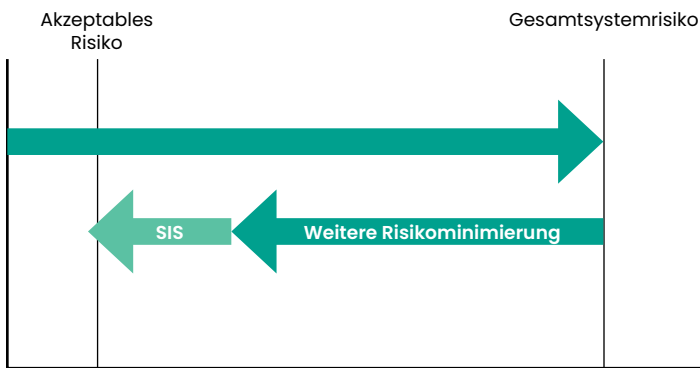 Akzeptables
Risiko
Gesamtsystemrisiko
SIS
Weitere Risikominimierung